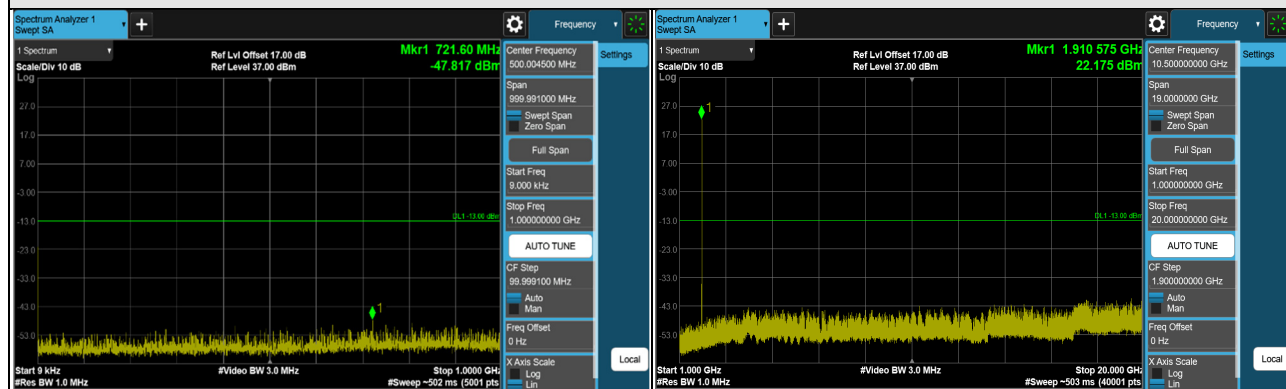 Spectrum Analyzer 1
Swept SA
+
Frequency
1 Spectrum
Scale/Div 10 dB
Log
Ref Lvl Offset 17.00 dB
Ref Level 37.00 dBm
Mkr1 721.60 MHz
-47.817 dBm
27.0
17.0
7.00
-3.00
-13.0
-23.0
-33.0
-43.0
-53.0
DL1 -13.00 dBm
1
Start 9 kHz
#Res BW 1.0 MHz
#Video BW 3.0 MHz
Stop 1.0000 GHz
#Sweep ~502 ms (5001 pts
Center Frequency
500.004500 MHz
Span
999.991000 MHz
Swept Span
Zero Span
Full Span
Start Freq
9.000 kHz
Stop Freq
1.000000000 GHz
AUTO TUNE
CF Step
99.999100 MHz
Auto
Man
Freq Offset
0 Hz
X Axis Scale
Log
Lin
Settings
Local
Spectrum Analyzer 1
Swept SA
+
Frequency
1 Spectrum
Scale/Div 10 dB
Log
Ref Lvl Offset 17.00 dB
Ref Level 37.00 dBm
Mkr1 1.910 575 GHz
22.175 dBm
27.0
17.0
7.00
-3.00
-13.0
-23.0
-33.0
-43.0
-53.0
DL1 -13.00 dBm
1
Start 1.000 GHz
#Res BW 1.0 MHz
#Video BW 3.0 MHz
Stop 20.000 GHz
#Sweep ~503 ms (40001 pts
Center Frequency
10.500000000 GHz
Span
19.0000000 GHz
Swept Span
Zero Span
Full Span
Start Freq
1.000000000 GHz
Stop Freq
20.000000000 GHz
AUTO TUNE
CF Step
1.900000000 GHz
Auto
Man
Freq Offset
0 Hz
X Axis Scale
Log
Lin
Settings
Local